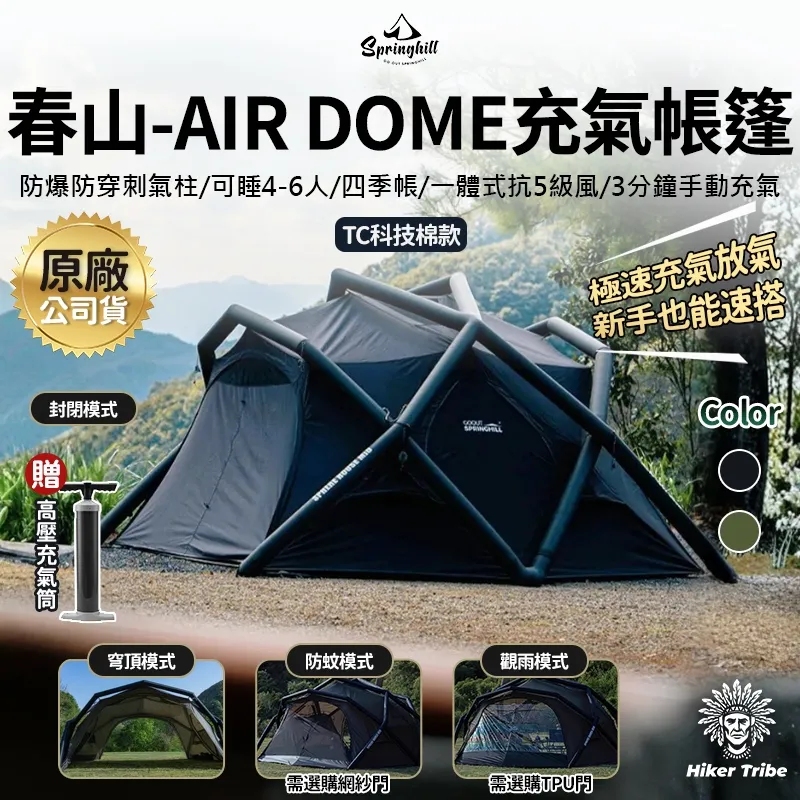 Springhill
GO OUT SPRINGHILL
春山-AIR DOME充氣帳篷
防爆防穿刺氣柱/可睡4-6人/四季帳/一體式抗5級風/3分鐘手動充氣
TC科技棉款
原廠
公司貨
極速充氣放氣
新手也能速搭
封閉模式
Color
GOOUT
SPRINGHILL
贈
高壓充氣筒
穹頂模式
防蚊模式
觀雨模式
需選購網紗門
需選購TPU門
Hiker Tribe